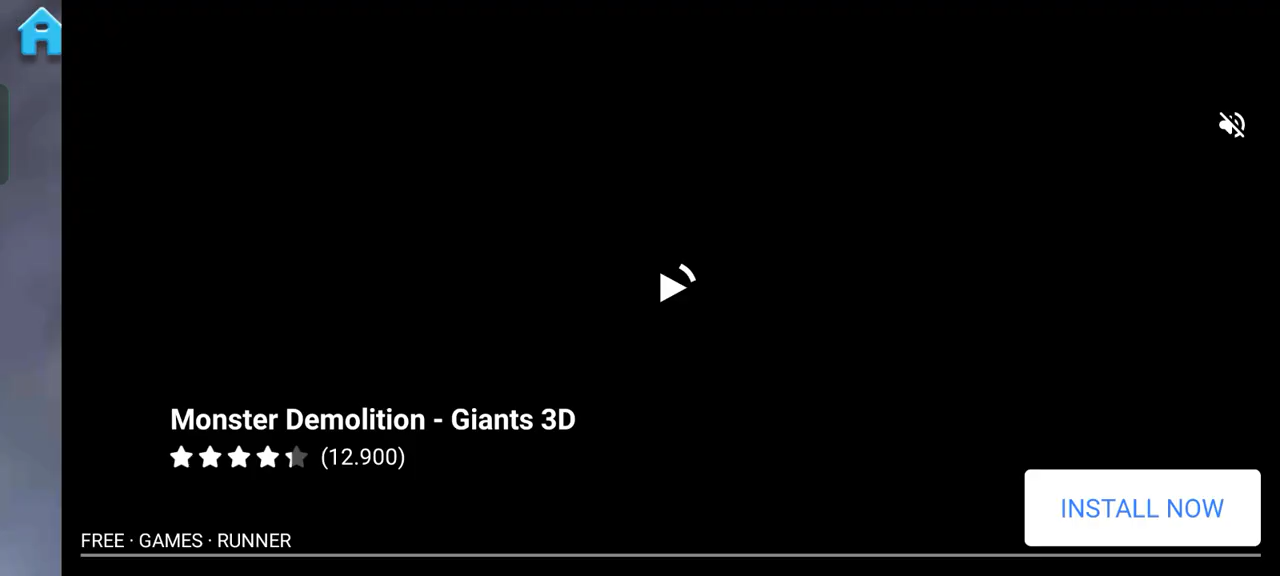 Monster Demolition - Giants 3D
(12.900)
INSTALL NOW
FREE · GAMES · RUNNER